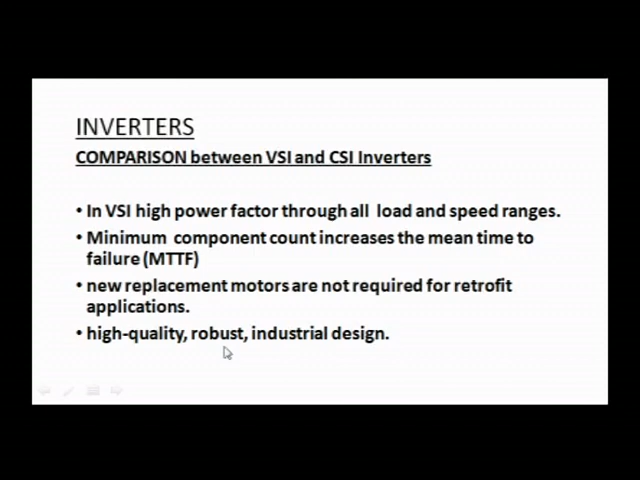 INVERTERS
COMPARISON between VSI and CSI Inverters
• In VSI high power factor through all load and speed ranges.
• Minimum component count increases the mean time to
failure (MTTF)
• new replacement motors are not required for retrofit
applications.
• high-quality, robust, industrial design.